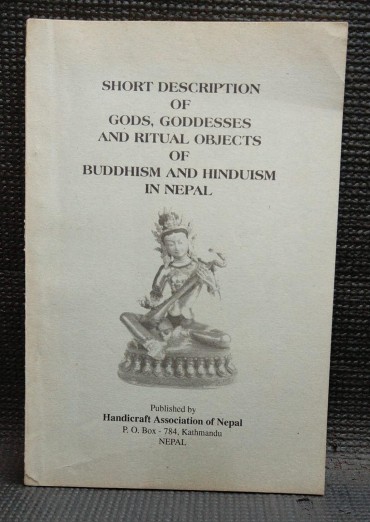 SHORT DESCRIPTION
OF
GODS, GODDESSES
AND RITUAL OBJECTS
OF
BUDDHISM AND HINDUISM
IN NEPAL
Published by
Handicraft Association of Nepal
P. O. Box - 784, Kathmandu
NEPAL